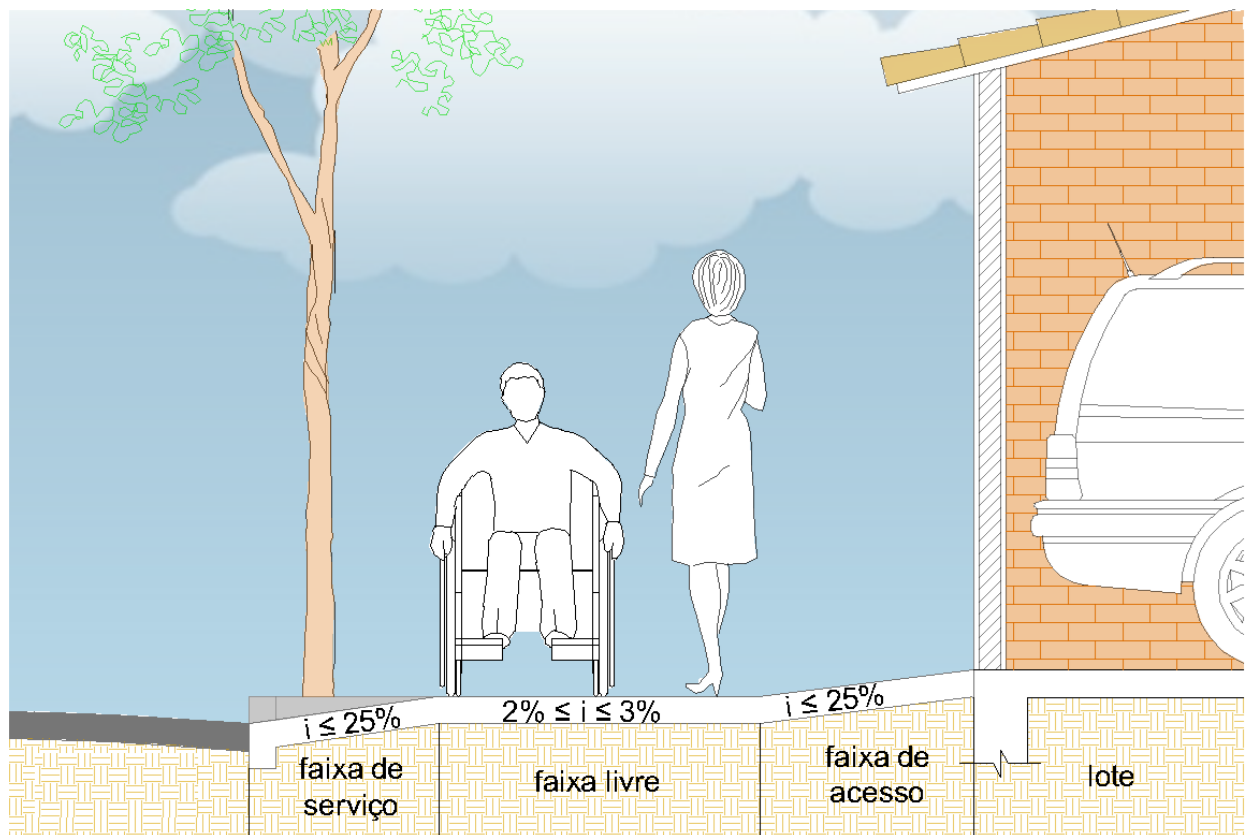 i ≤ 25%
2% ≤ i ≤ 3%
i ≤ 25%
faixa de
serviço
faixa livre
faixa de
acesso
lote